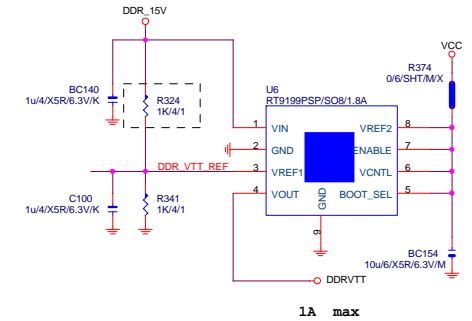 DDR_15V
VCC
R374
0/6/SHT/M/X
BC140
1u/4/X5R/6.3V/K
R324
1K/4/1
U6
RT9199PSP/SO8/1.8A
1 VIN VREF2 8
2 GND ENABLE 7
DDR_VTT_REF 3 VREF1 VCNTL 6
4 VOUT BOOT_SEL 5
GND
9
C100
1u/4/X5R/6.3V/K
R341
1K/4/1
BC154
10u/6/X5R/6.3V/M
DDRVTT
1A max